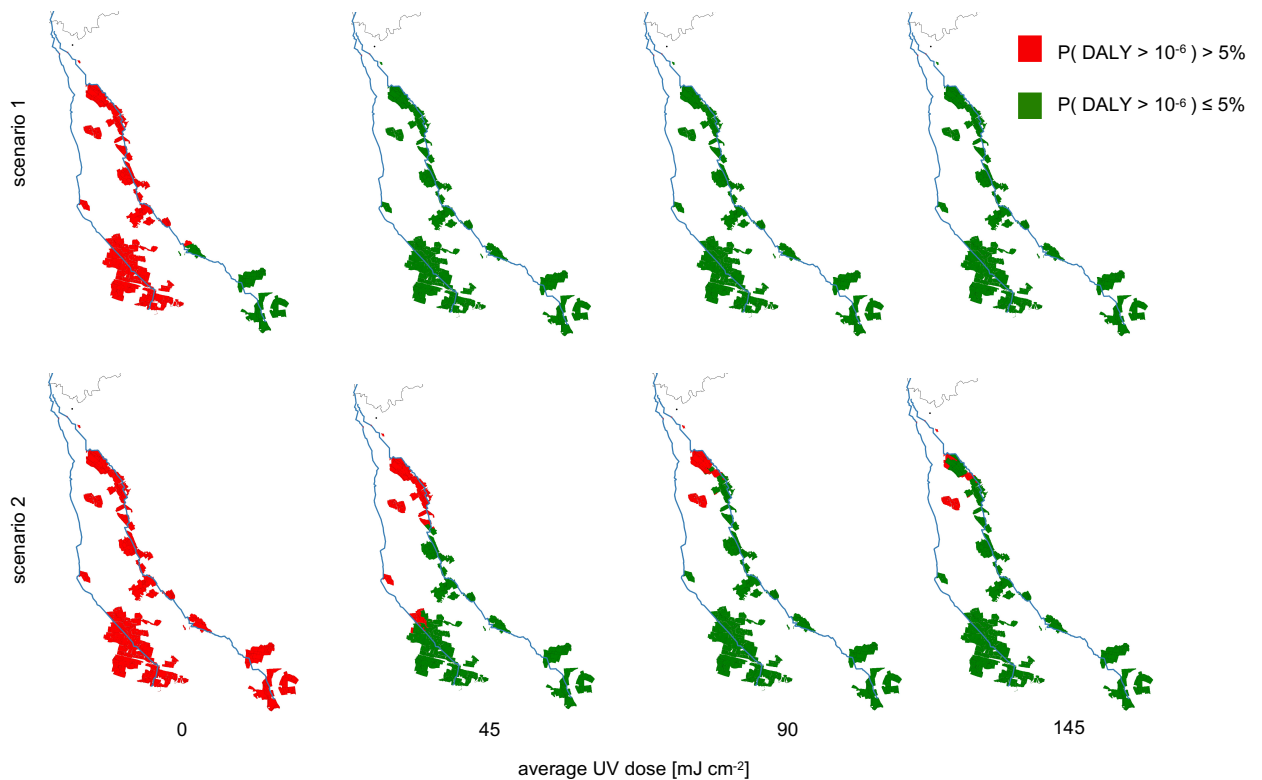 scenario 1
P( DALY > 10⁻⁶ ) > 5%
P( DALY > 10⁻⁶ ) ≤ 5%
scenario 2
0
45
90
145
average UV dose [mJ cm⁻²]